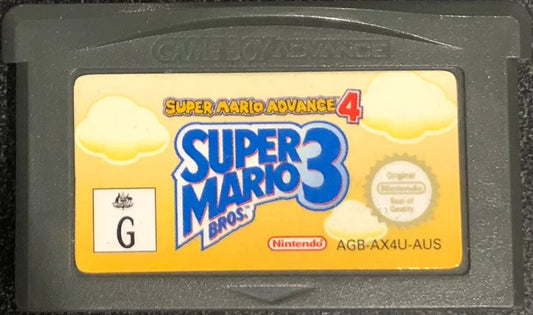 GAME BOY ADVANCE
SUPER MARIO ADVANCE 4
SUPER
MARIO 3
BROS.™
Original
Nintendo
Seal of
Quality
G
Nintendo
AGB-AX4U-AUS